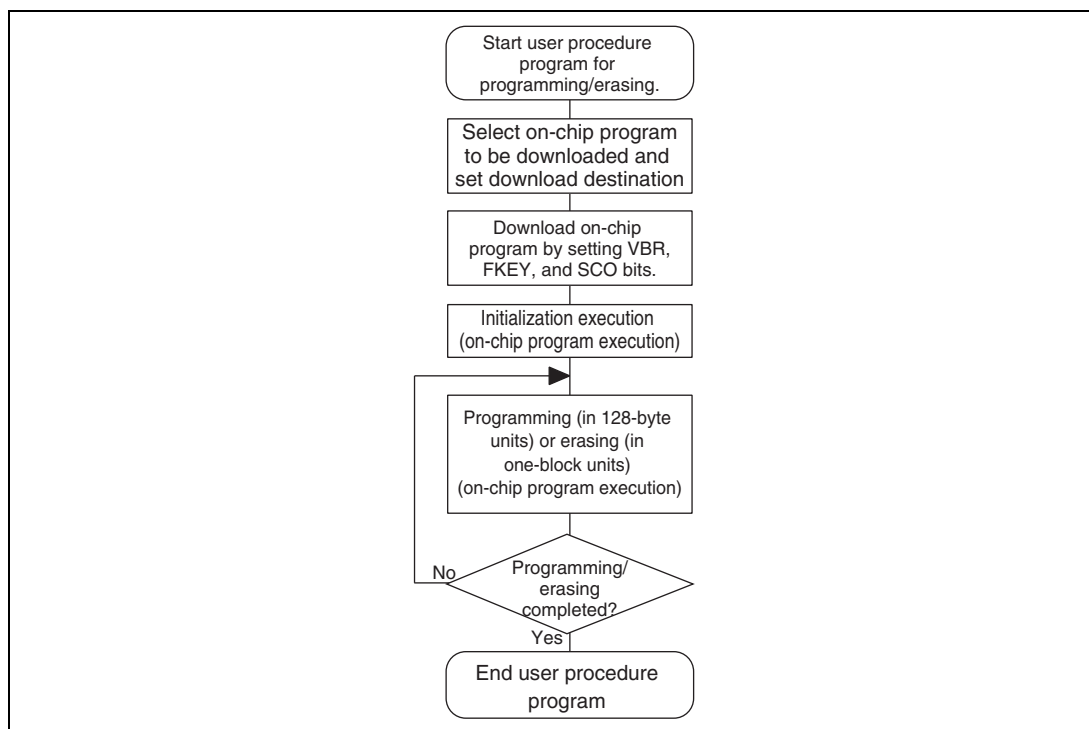 Start user procedure
program for
programming/erasing.
Select on-chip program
to be downloaded and
set download destination
Download on-chip
program by setting VBR,
FKEY, and SCO bits.
Initialization execution
(on-chip program execution)
Programming (in 128-byte
units) or erasing (in
one-block units)
(on-chip program execution)
No
Programming/
erasing
completed?
Yes
End user procedure
program